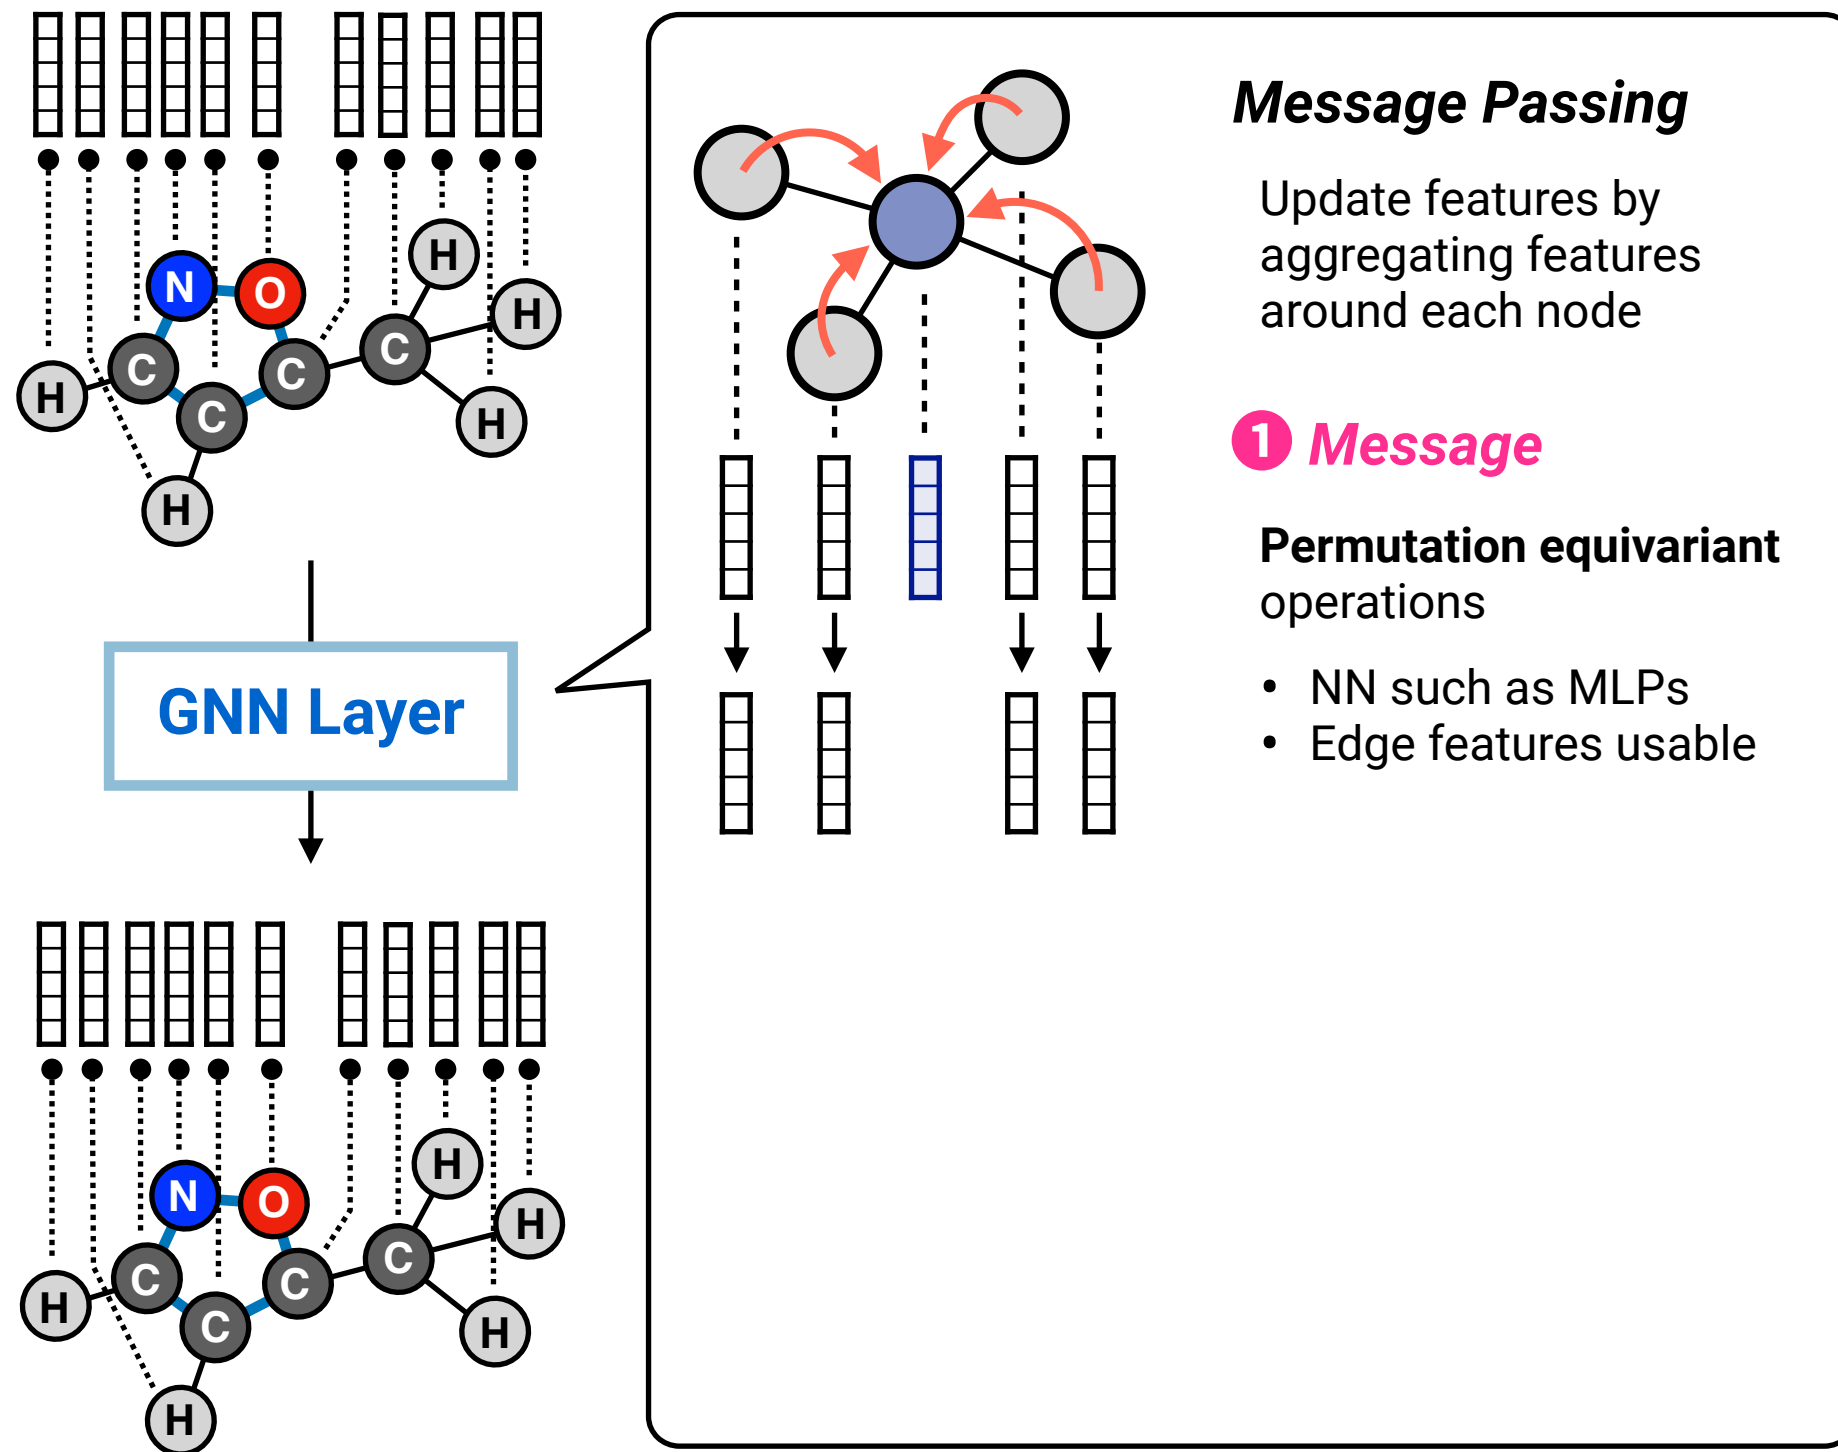 N
O
H
H
C
C
C
C
H
H
H
GNN Layer
N
O
H
H
C
C
C
C
H
H
H
Message Passing
Update features by
aggregating features
around each node
1 Message
Permutation equivariant
operations
• NN such as MLPs
• Edge features usable